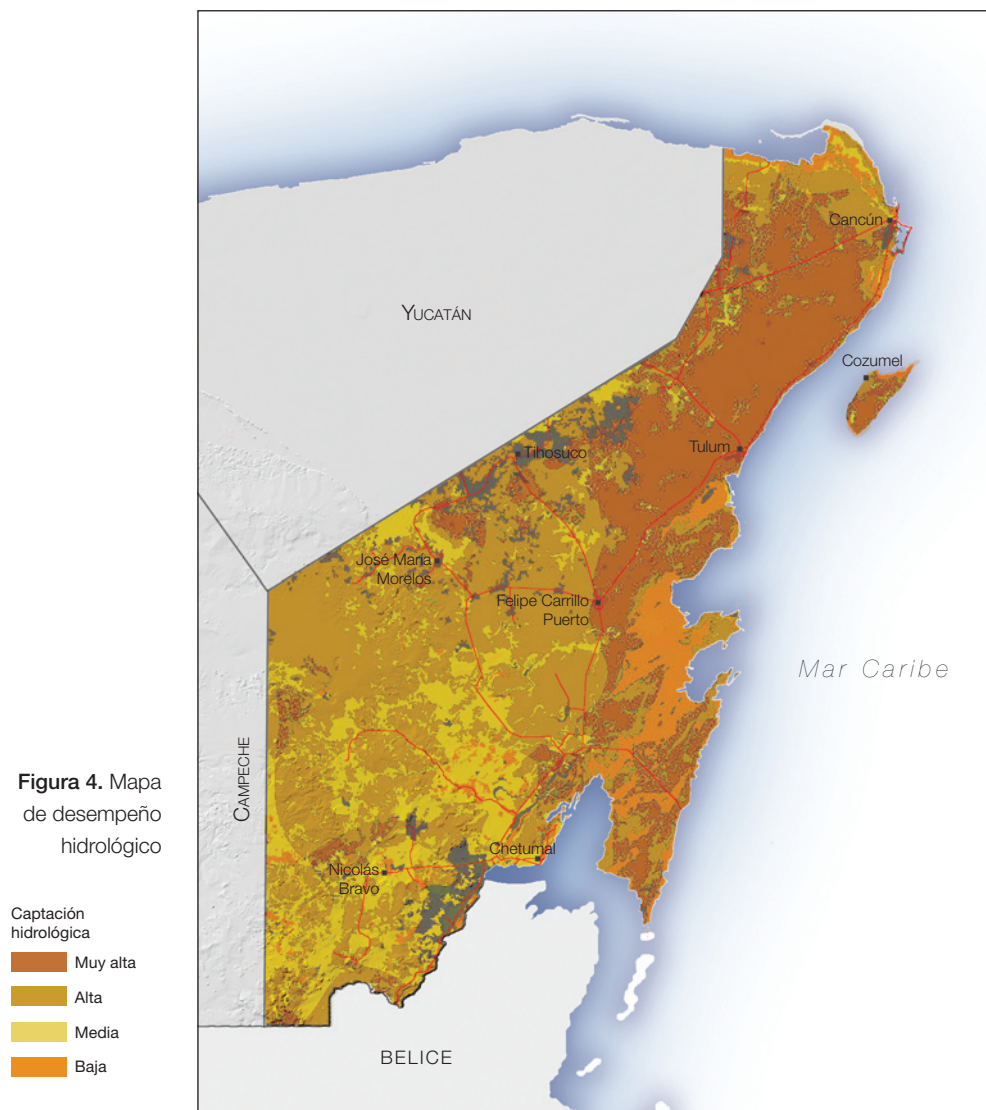 Cancún
YUCATÁN
Cozumel
Tulum
Tihosuco
José María
Morelos
Felipe Carrillo
Puerto
Mar Caribe
CAMPECHE
Figura 4. Mapa
de desempeño
hidrológico
Chetumal
Nicolás
Bravo
Captación
hidrológica
Muy alta
Alta
Media
Baja
BELICE